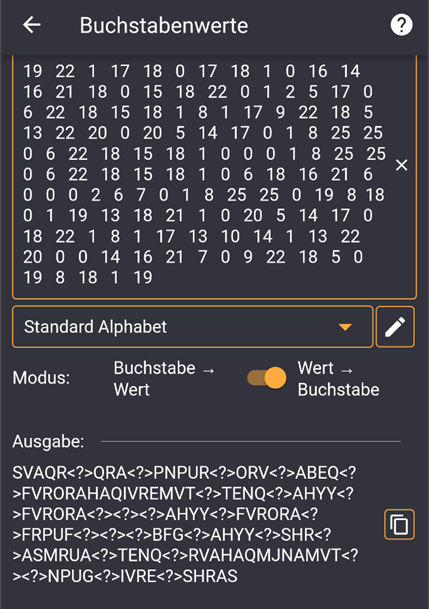 Buchstabenwerte
19 22 1 17 18 0 17 18 1 0 16 14
16 21 18 0 15 18 22 0 1 2 5 17 0
6 22 18 15 18 1 8 1 17 9 22 18 5
13 22 20 0 20 5 14 17 0 1 8 25 25
0 6 22 18 15 18 1 0 0 0 1 8 25 25
0 6 22 18 15 18 1 0 6 18 16 21 6
0 0 0 2 6 7 0 1 8 25 25 0 19 8 18
0 1 19 13 18 21 1 0 20 5 14 17 0
18 22 1 8 1 17 13 10 14 1 13 22
20 0 0 14 16 21 7 0 9 22 18 5 0
19 8 18 1 19
Standard Alphabet
Modus:
Buchstabe →
Wert
Wert →
Buchstabe
Ausgabe:
SVAQR<?>QRA<?>PNPUR<?>ORV<?>ABEQ<?
>FVRORAHAQIVREMVT<?>TENQ<?>AHYY<?
>FVRORA<?><?><?>AHYY<?>FVRORA<?
>FRPUF<?><?><?>BFG<?>AHYY<?>SHR<?
>ASMRUA<?>TENQ<?>RVAHAQMJNAMVT<?
><?>NPUG<?>IVRE<?>SHRAS